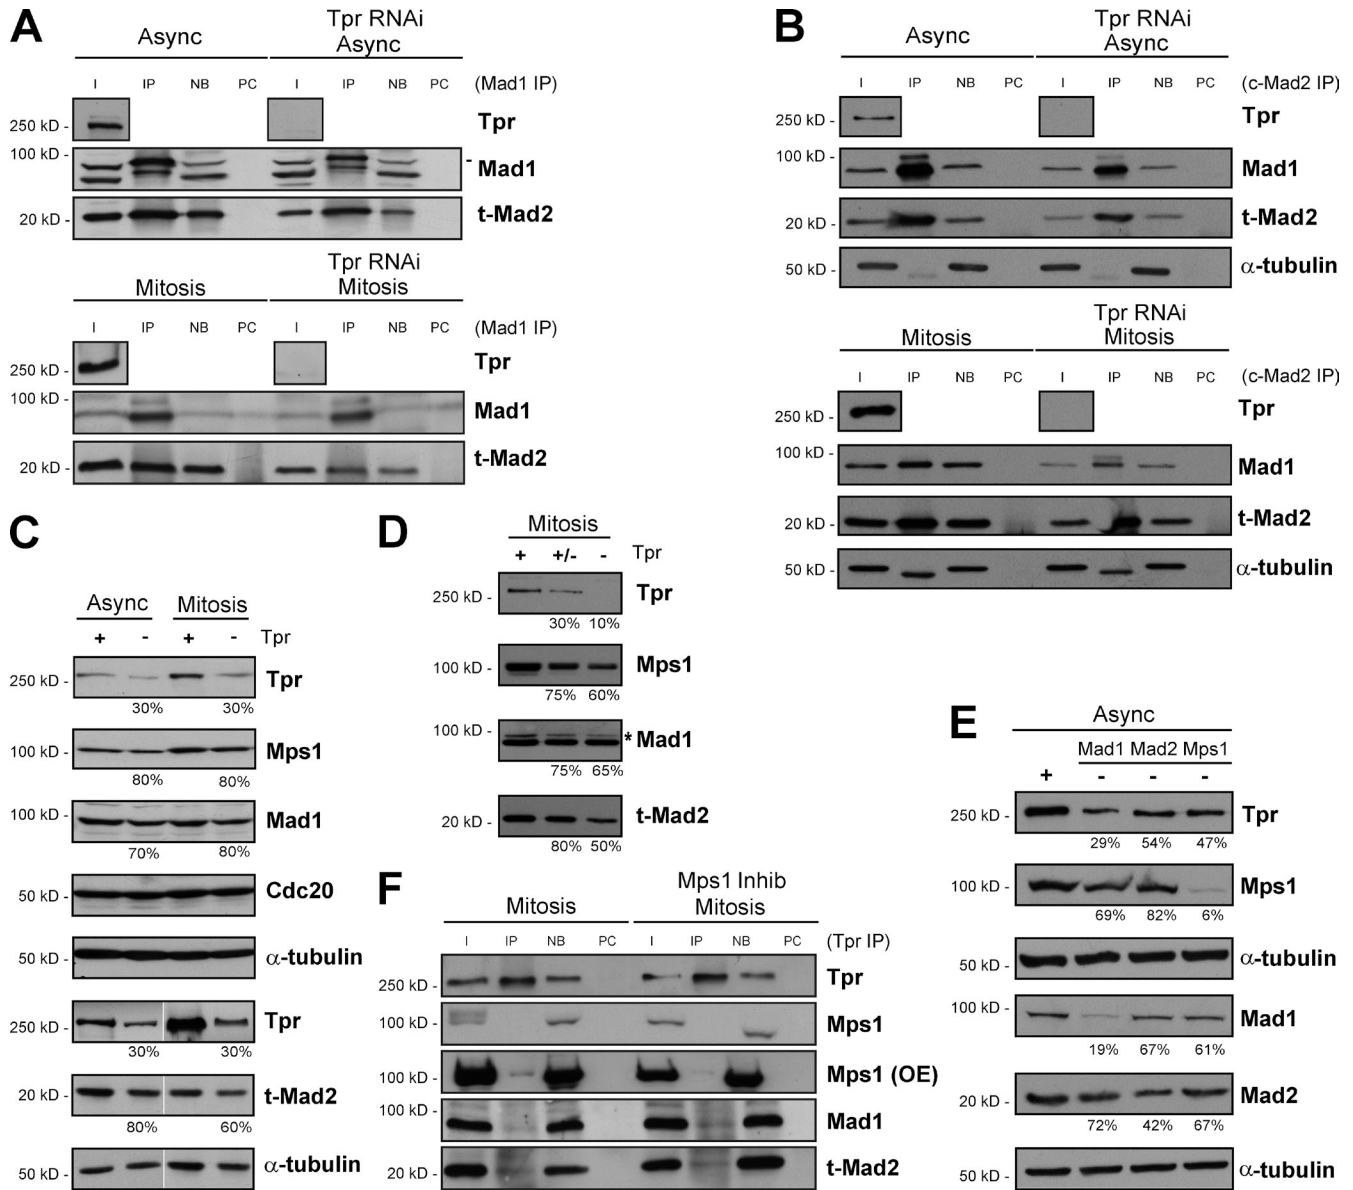 A
Async
Tpr RNAi
Async
I IP NB PC I IP NB PC (Mad1 IP)
250 kD - Tpr
100 kD - - Mad1
20 kD - t-Mad2
Mitosis
Tpr RNAi
Mitosis
I IP NB PC I IP NB PC (Mad1 IP)
250 kD - Tpr
100 kD - Mad1
20 kD - t-Mad2
B
Async
Tpr RNAi
Async
I IP NB PC I IP NB PC (c-Mad2 IP)
250 kD - Tpr
100 kD - Mad1
20 kD - t-Mad2
50 kD - α-tubulin
Mitosis
Tpr RNAi
Mitosis
I IP NB PC I IP NB PC (c-Mad2 IP)
250 kD - Tpr
100 kD - Mad1
20 kD - t-Mad2
50 kD - α-tubulin
C
Async Mitosis
+ - + - Tpr
250 kD - Tpr
30% 30%
100 kD - Mps1
80% 80%
100 kD - Mad1
70% 80%
50 kD - Cdc20
50 kD - α-tubulin
250 kD - Tpr
30% 30%
20 kD - t-Mad2
80% 60%
50 kD - α-tubulin
D
Mitosis
+ +/- - Tpr
250 kD - Tpr
30% 10%
100 kD - Mps1
75% 60%
100 kD - * Mad1
75% 65%
20 kD - t-Mad2
80% 50%
E
Async
Mad1 Mad2 Mps1
+ - - -
250 kD - Tpr
29% 54% 47%
100 kD - Mps1
69% 82% 6%
50 kD - α-tubulin
100 kD - Mad1
19% 67% 61%
20 kD - Mad2
72% 42% 67%
50 kD - α-tubulin
F
Mitosis
Mps1 Inhib
Mitosis
I IP NB PC I IP NB PC (Tpr IP)
250 kD - Tpr
100 kD - Mps1
100 kD - Mps1 (OE)
100 kD - Mad1
20 kD - t-Mad2